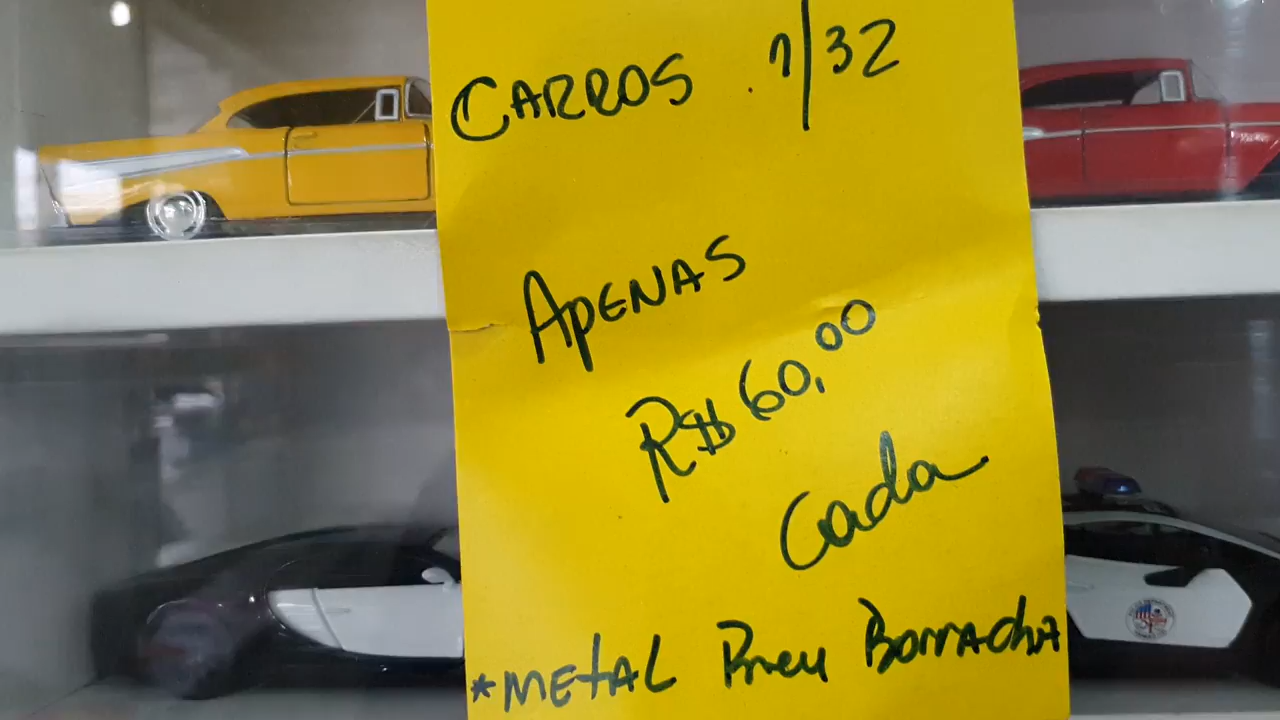 CARROS 1/32
APENAS
R$ 60,00
Cada
*METAL Pneu Borracha